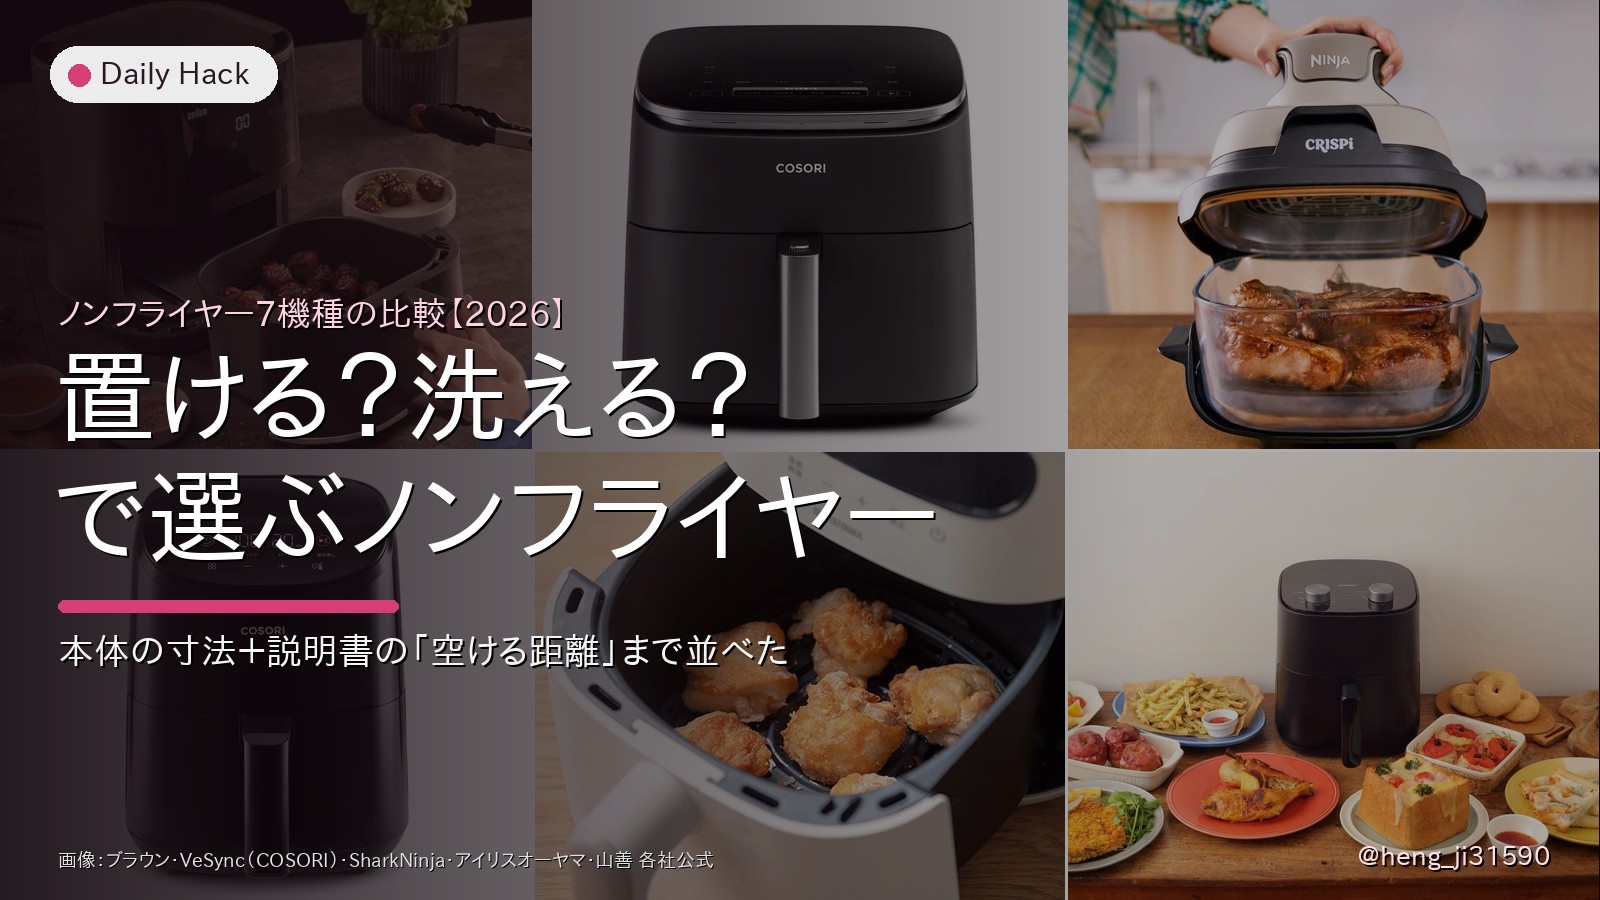 Daily Hack
COSORI
NINJA
CRISPi
ノンフライヤー7機種の比較【2026】
置ける?洗える?
で選ぶノンフライヤー
COSORI
本体の寸法+説明書の「空ける距離」まで並べた
画像:ブラウン・VeSync(COSORI)・SharkNinja・アイリスオーヤマ・山善 各社公式
@heng_ji31590